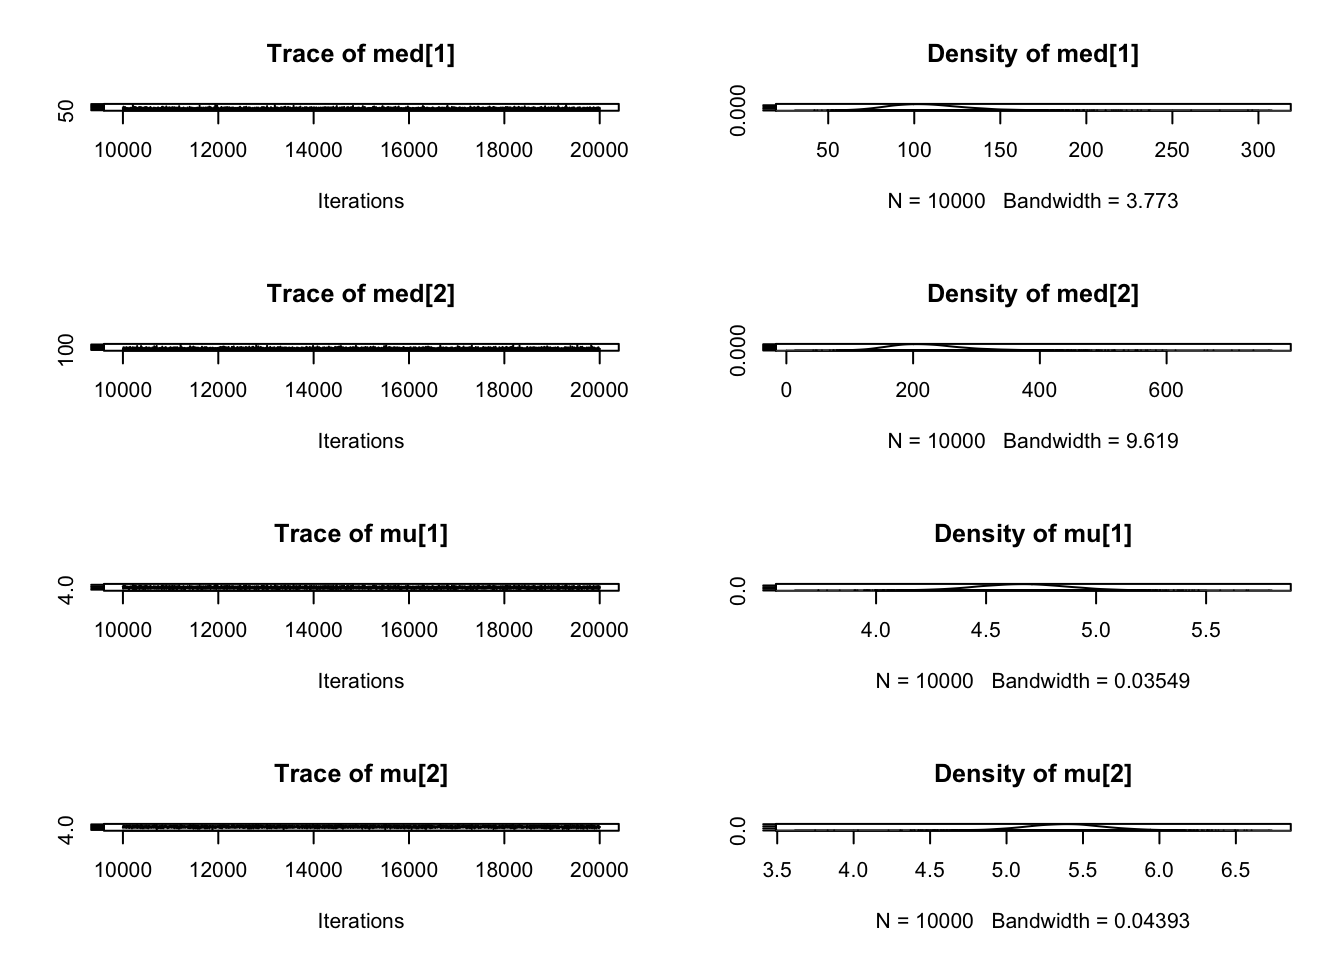 Trace of med[1]
50
10000 12000 14000 16000 18000 20000
Iterations
Density of med[1]
0.000
50 100 150 200 250 300
N = 10000 Bandwidth = 3.773
Trace of med[2]
100
10000 12000 14000 16000 18000 20000
Iterations
Density of med[2]
0.000
0 200 400 600
N = 10000 Bandwidth = 9.619
Trace of mu[1]
4.0
10000 12000 14000 16000 18000 20000
Iterations
Density of mu[1]
0.0
4.0 4.5 5.0 5.5
N = 10000 Bandwidth = 0.03549
Trace of mu[2]
4.0
10000 12000 14000 16000 18000 20000
Iterations
Density of mu[2]
0.0
3.5 4.0 4.5 5.0 5.5 6.0 6.5
N = 10000 Bandwidth = 0.04393